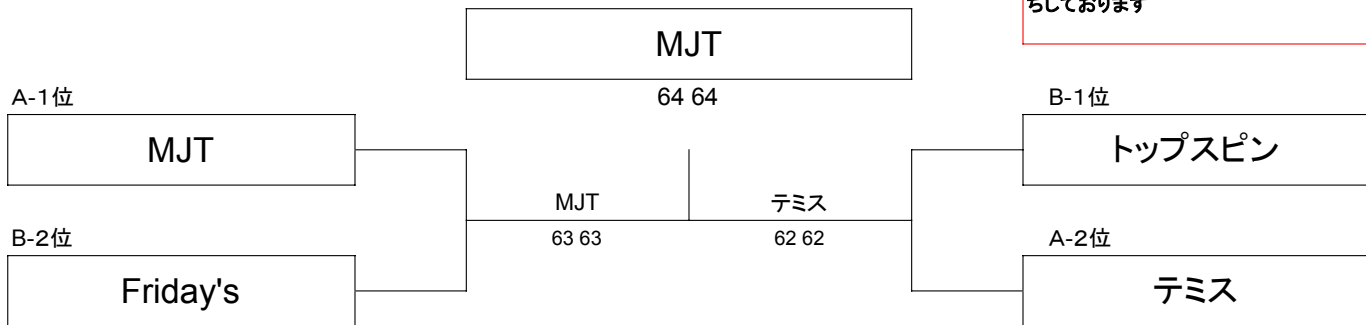 ちしております
MJT
64 64
A-1位
MJT
B-1位
トップスピン
MJT
テミス
63 63
62 62
B-2位
Friday's
A-2位
テミス